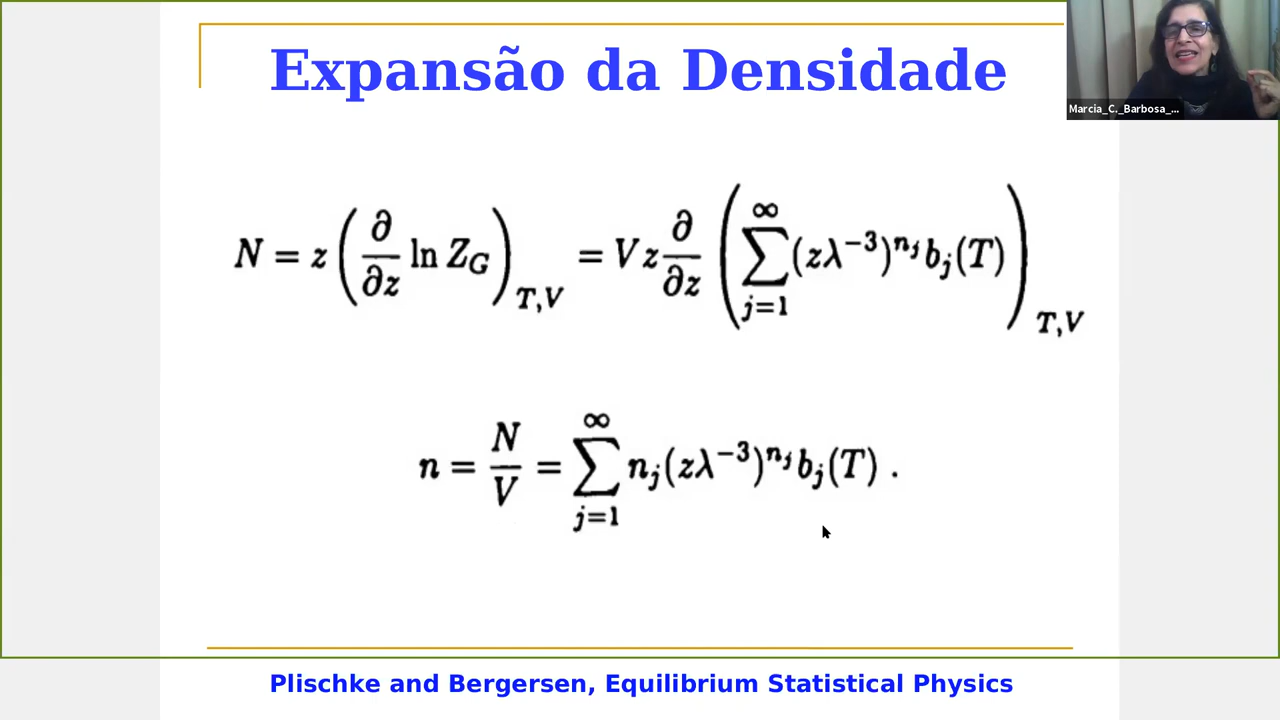 Expansão da Densidade
Marcia_C._Barbosa_...
N = z ( ∂/∂z ln Z_G )_{T,V} = V z ∂/∂z ( ∑_{j=1}^{∞} (zλ^{−3})^{n_j} b_j(T) )_{T,V}
n = N/V = ∑_{j=1}^{∞} n_j (zλ^{−3})^{n_j} b_j(T) .
Plischke and Bergersen, Equilibrium Statistical Physics